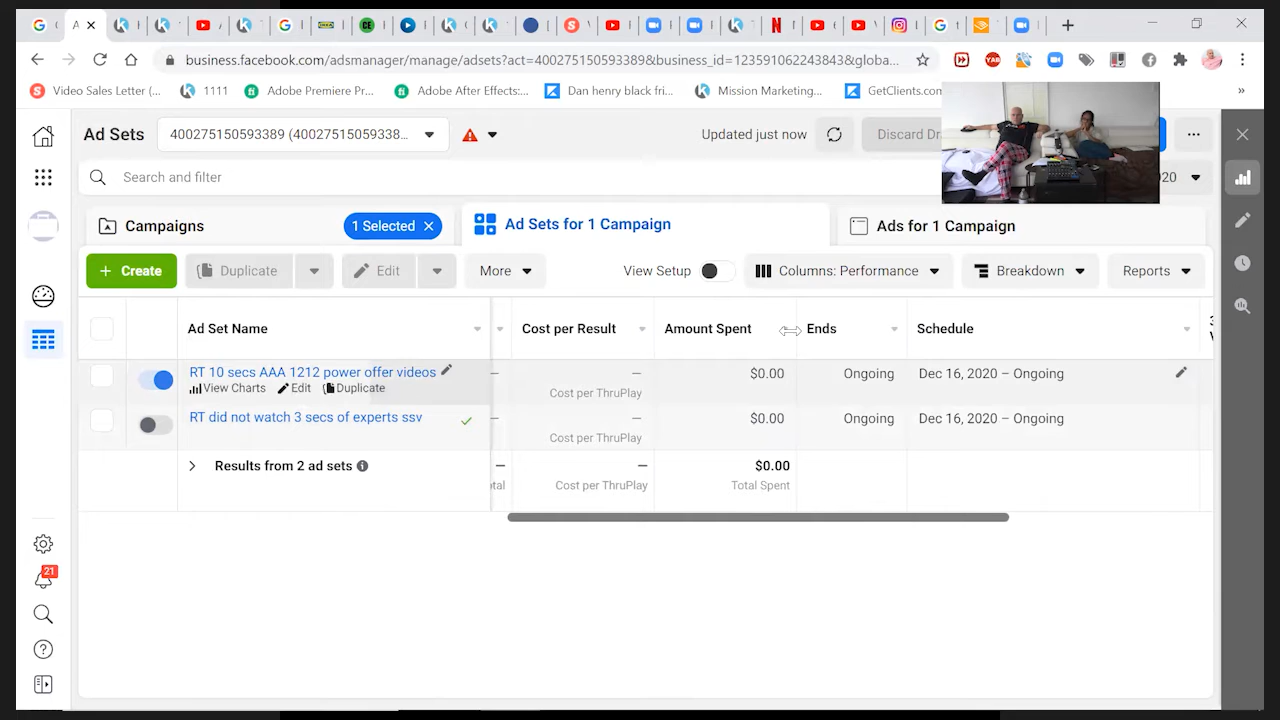 business.facebook.com/adsmanager/manage/adsets?act=400275150593389&business_id=123591062243843&globa...
Video Sales Letter (...
1111
Adobe Premiere Pr...
Adobe After Effects:...
Dan henry black fri...
Mission Marketing...
GetClients.com
»
Ad Sets
400275150593389 (40027515059338...
Updated just now
Discard Dr
2020
Search and filter
Campaigns
1 Selected
Ad Sets for 1 Campaign
Ads for 1 Campaign
+ Create
Duplicate
Edit
More
View Setup
Columns: Performance
Breakdown
Reports
Ad Set Name
Cost per Result
Amount Spent
Ends
Schedule
RT 10 secs AAA 1212 power offer videos
— — $0.00 Ongoing Dec 16, 2020 – Ongoing
View Charts Edit Duplicate
Cost per ThruPlay
RT did not watch 3 secs of experts ssv
— — $0.00 Ongoing Dec 16, 2020 – Ongoing
Cost per ThruPlay
Results from 2 ad sets
— — $0.00
otal Cost per ThruPlay Total Spent
21